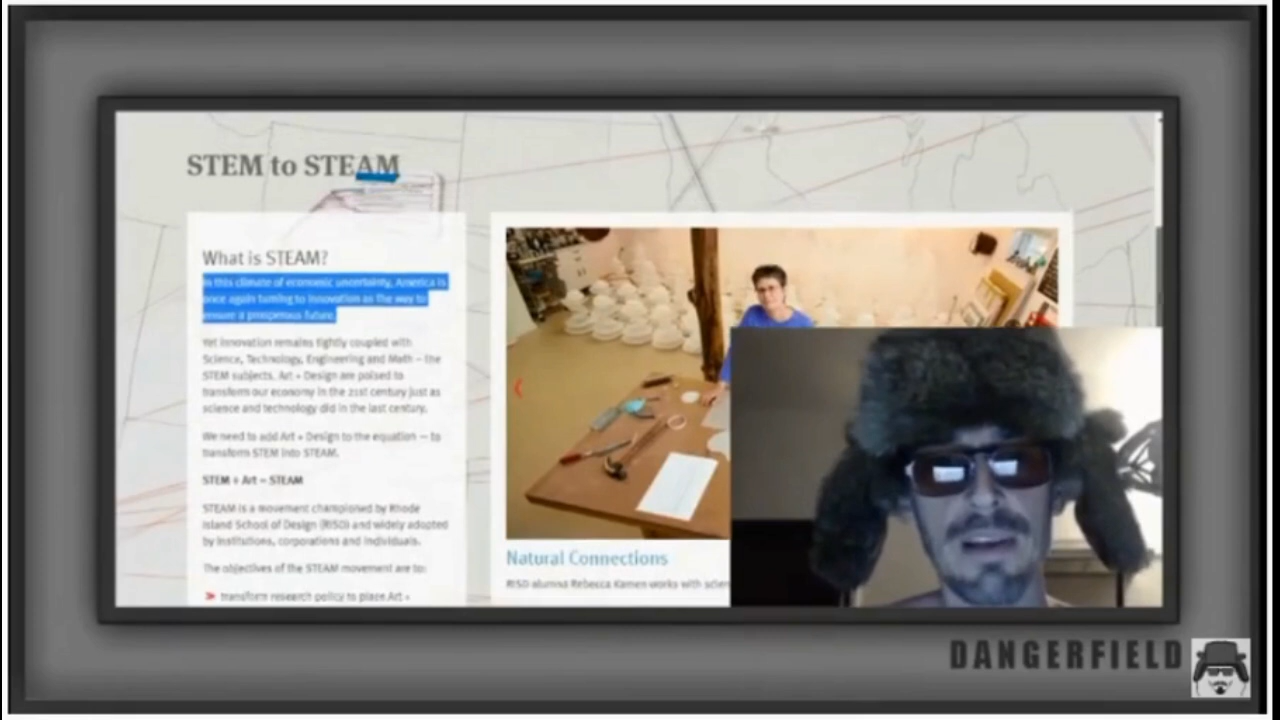 STEM to STEAM
What is STEAM?
In this climate of economic uncertainty, America is
once again turning to innovation as the way to
ensure a prosperous future.
Yet innovation remains tightly coupled with
Science, Technology, Engineering and Math – the
STEM subjects. Art + Design are poised to
transform our economy in the 21st century just as
science and technology did in the last century.
We need to add Art + Design to the equation — to
transform STEM into STEAM.
STEM + Art = STEAM
STEAM is a movement championed by Rhode
Island School of Design (RISD) and widely adopted
by institutions, corporations and individuals.
The objectives of the STEAM movement are to:
transform research policy to place Art +
Natural Connections
RISD alumna Rebecca Kamen works with scien
DANGERFIELD